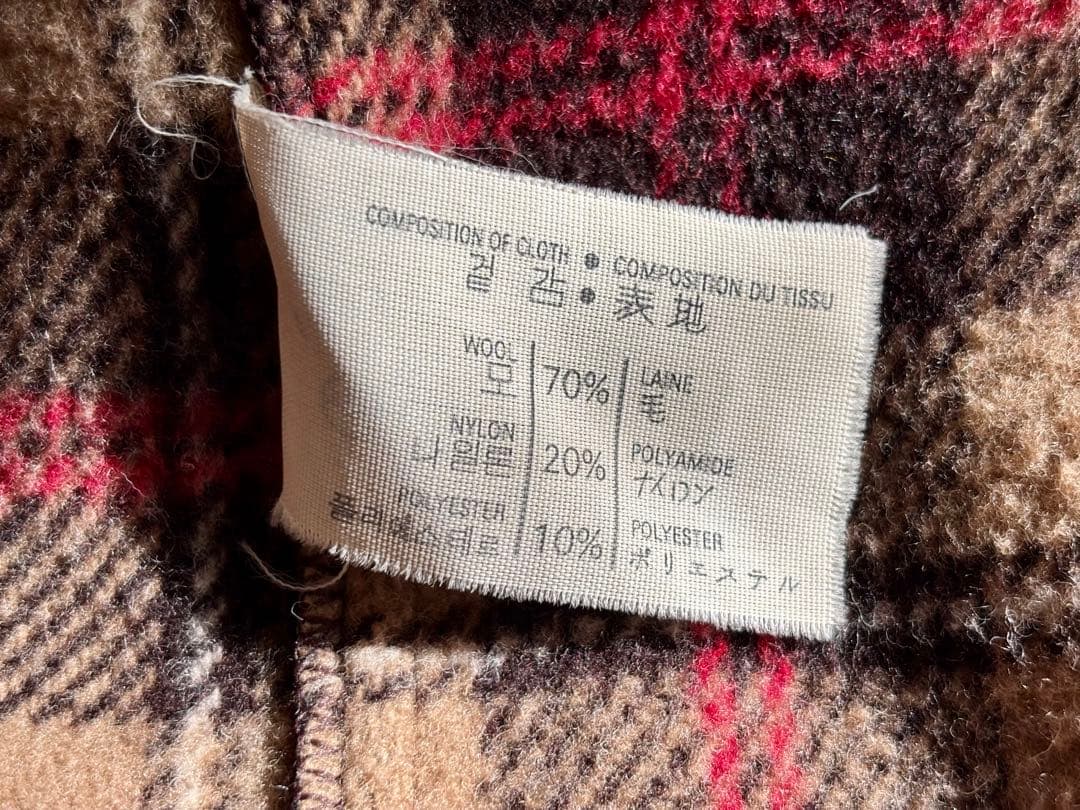 COMPOSITION OF CLOTH ● COMPOSITION DU TISSU
겉 감 ● 表地
WOOL 70% LAINE
모 毛
NYLON 20% POLYAMIDE
나일론 ナイロン
POLYESTER 10% POLYESTER
폴리에스테르 ポリエステル